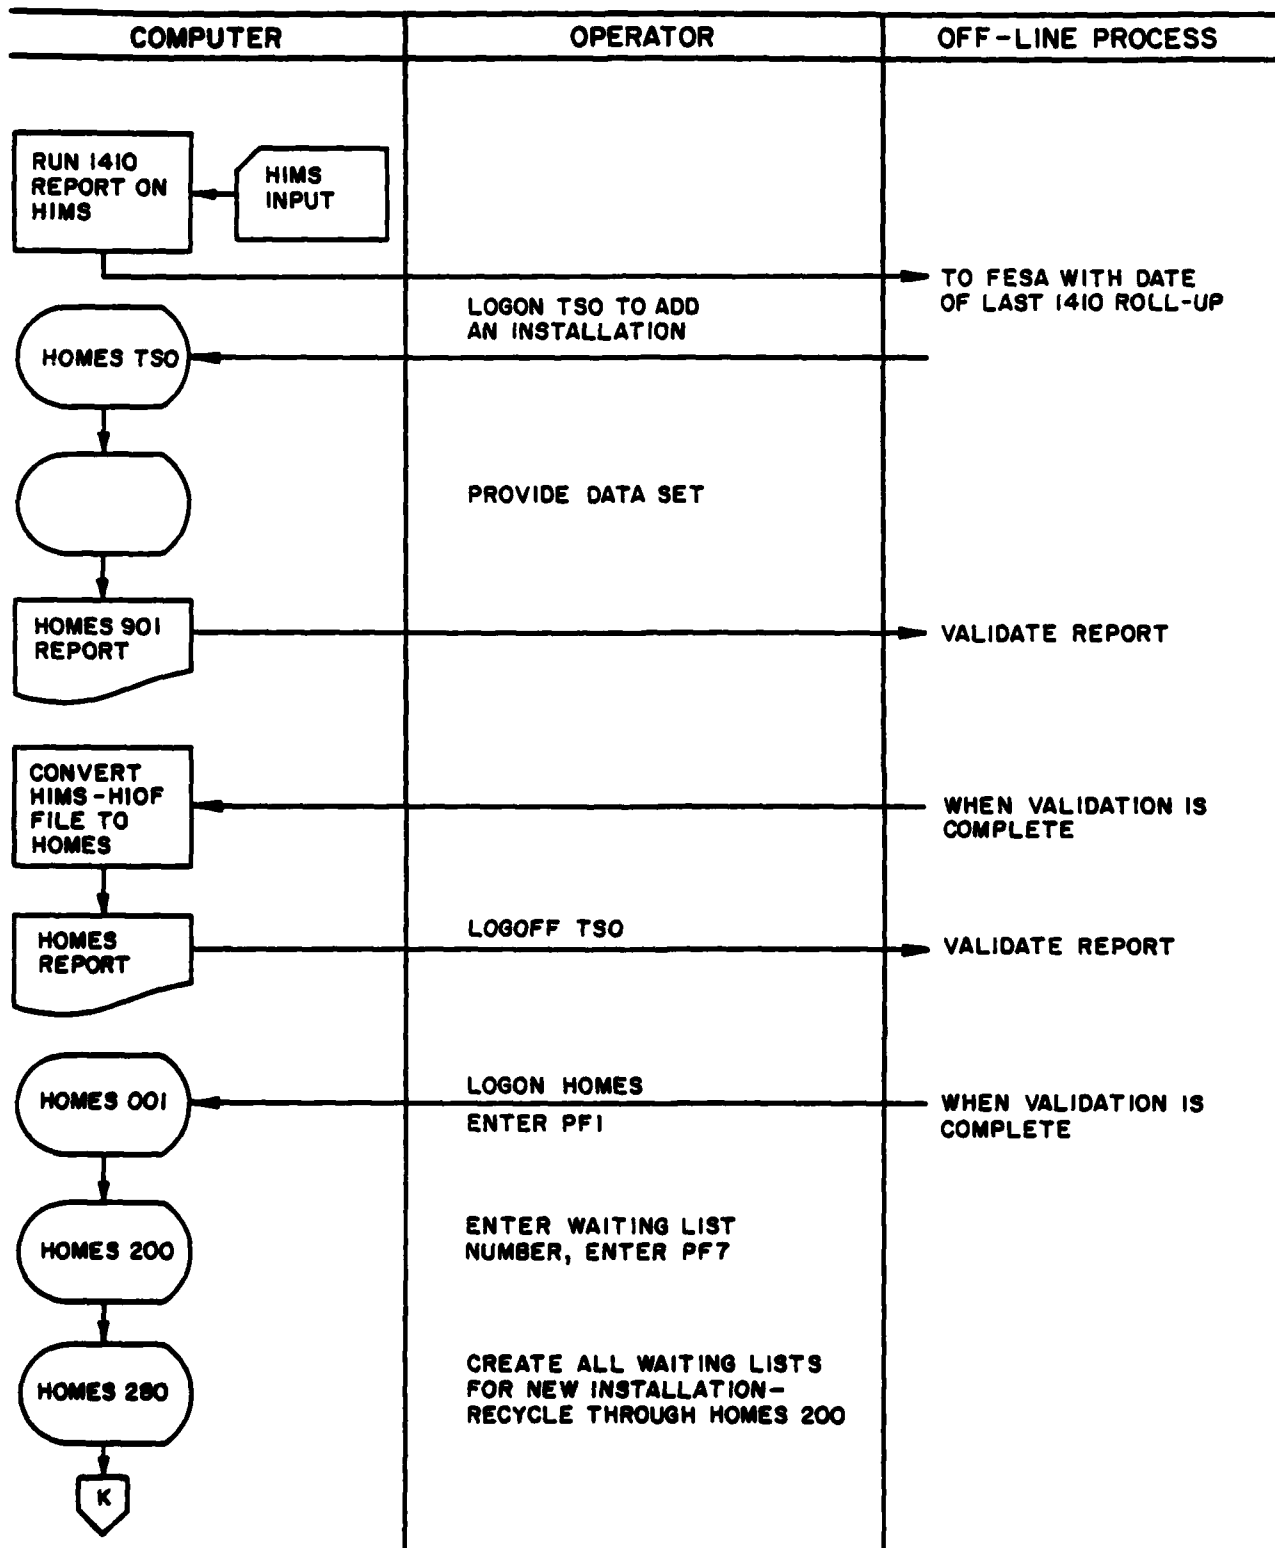 COMPUTER
OPERATOR
OFF-LINE PROCESS
RUN 1410
REPORT ON
HIMS
HIMS
INPUT
TO FESA WITH DATE
OF LAST 1410 ROLL-UP
LOGON TSO TO ADD
AN INSTALLATION
HOMES TSO
PROVIDE DATA SET
HOMES 901
REPORT
VALIDATE REPORT
CONVERT
HIMS-HIOF
FILE TO
HOMES
WHEN VALIDATION IS
COMPLETE
HOMES
REPORT
LOGOFF TSO
VALIDATE REPORT
HOMES 001
LOGON HOMES
ENTER PF1
WHEN VALIDATION IS
COMPLETE
HOMES 200
ENTER WAITING LIST
NUMBER, ENTER PF7
HOMES 280
CREATE ALL WAITING LISTS
FOR NEW INSTALLATION-
RECYCLE THROUGH HOMES 200
K